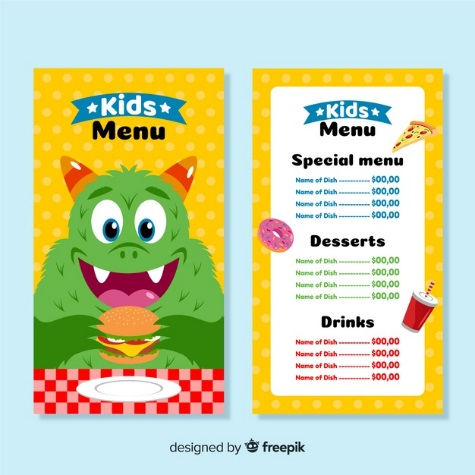 Kids
Menu
Kids
Menu
Special menu
Name of Dish ------------ $00,00
Name of Dish ------------ $00,00
Name of Dish ------------ $00,00
Name of Dish ------------ $00,00
Desserts
Name of Dish ------------ $00,00
Name of Dish ------------ $00,00
Name of Dish ------------ $00,00
Name of Dish ------------ $00,00
Drinks
Name of Dish ------------ $00,00
Name of Dish ------------ $00,00
Name of Dish ------------ $00,00
Name of Dish ------------ $00,00
designed by freepik